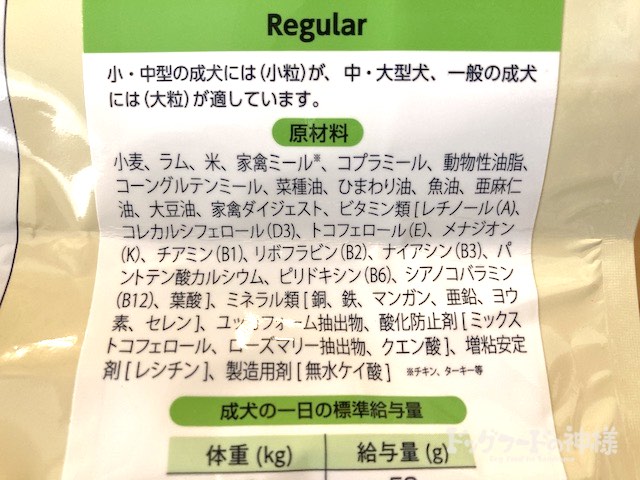 Regular
小・中型の成犬には(小粒)が、中・大型犬、一般の成犬
には(大粒)が適しています。
原材料
小麦、ラム、米、家禽ミール※、コプラミール、動物性油脂、
コーングルテンミール、菜種油、ひまわり油、魚油、亜麻仁
油、大豆油、家禽ダイジェスト、ビタミン類[レチノール(A)、
コレカルシフェロール(D3)、トコフェロール(E)、メナジオン
(K)、チアミン(B1)、リボフラビン(B2)、ナイアシン(B3)、パ
ントテン酸カルシウム、ピリドキシン(B6)、シアノコバラミン
(B12)、葉酸]、ミネラル類[銅、鉄、マンガン、亜鉛、ヨウ
素、セレン]、ユッカフォーム抽出物、酸化防止剤[ミックス
トコフェロール、ローズマリー抽出物、クエン酸]、増粘安定
剤[レシチン]、製造用剤[無水ケイ酸] ※チキン、ターキー等
成犬の一日の標準給与量
体重(kg) 給与量(g)
ドッグフードの神様